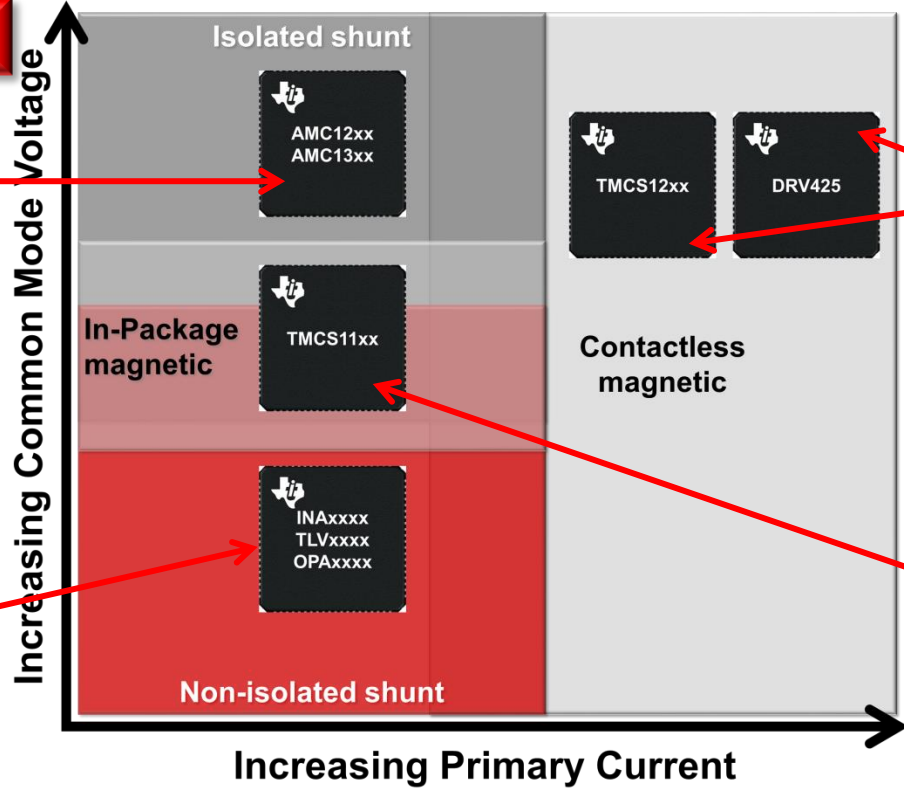 Increasing Common Mode Voltage
Isolated shunt
AMC12xx
AMC13xx
TMCS12xx
DRV425
In-Package
magnetic
TMCS11xx
Contactless
magnetic
INAxxxx
TLVxxxx
OPAxxxx
Non-isolated shunt
Increasing Primary Current